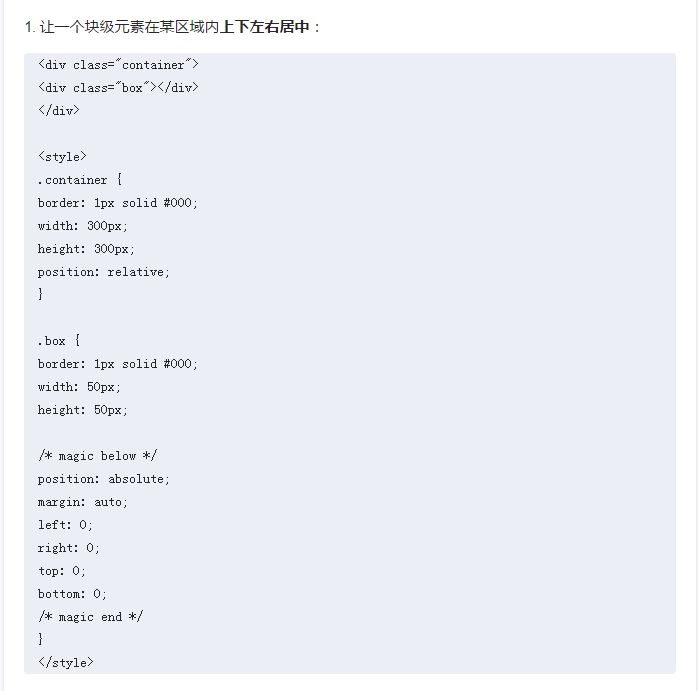 1. 让一个块级元素在某区域内上下左右居中：
<div class="container">
<div class="box"></div>
</div>
<style>
.container {
border: 1px solid #000;
width: 300px;
height: 300px;
position: relative;
}
.box {
border: 1px solid #000;
width: 50px;
height: 50px;
/* magic below */
position: absolute;
margin: auto;
left: 0;
right: 0;
top: 0;
bottom: 0;
/* magic end */
}
</style>